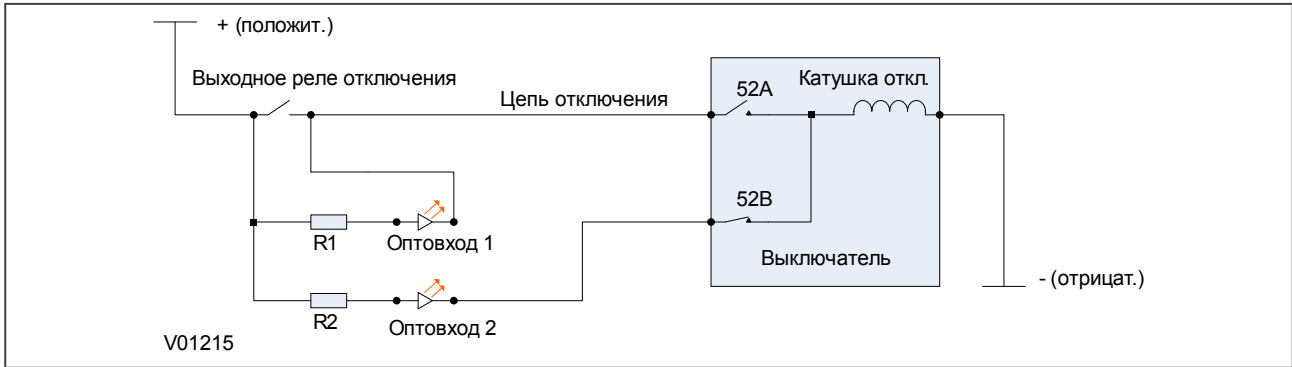 + (положит.)
Выходное реле отключения
Цепь отключения
52A
Катушка откл.
52B
R1
Оптовход 1
Выключатель
- (отрицат.)
R2
Оптовход 2
V01215